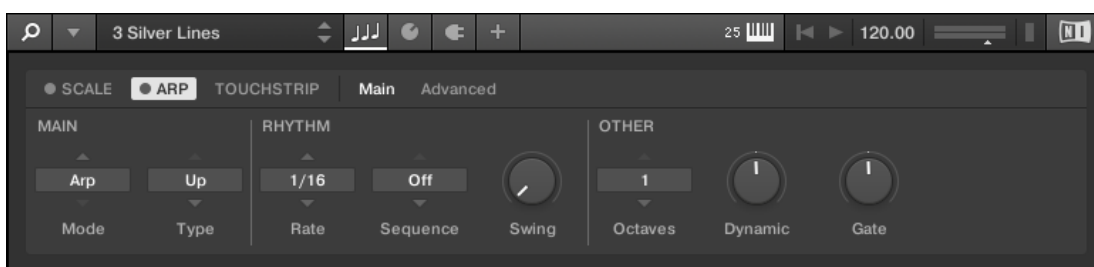 3 Silver Lines + 25 120.00 NI
SCALE ARP TOUCHSTRIP Main Advanced
MAIN RHYTHM OTHER
Arp Up 1/16 Off 1
Mode Type Rate Sequence Swing Octaves Dynamic Gate